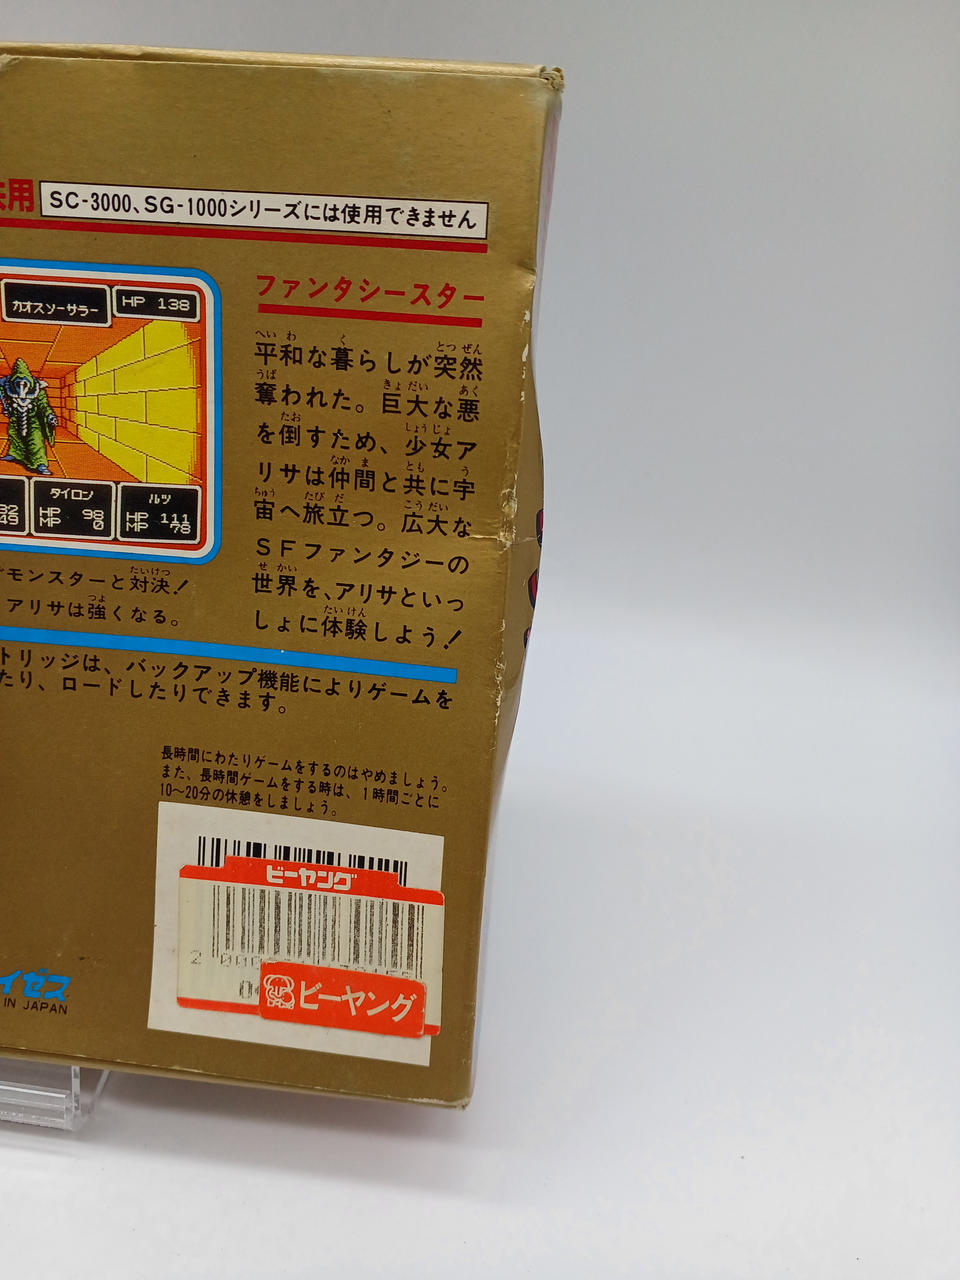 用
SC-3000、SG-1000シリーズには使用できません
カオスソーサラー
HP 138
タイロン
HP 98
MP 0
ルツ
HP 111
MP 78
49
モンスターと対決!
アリサは強くなる。
ファンタシースター
平和な暮らしが突然
奪われた。巨大な悪
を倒すため、少女ア
リサは仲間と共に宇
宙へ旅立つ。広大な
SFファンタジーの
世界を、アリサといっ
しょに体験しよう!
トリッジは、バックアップ機能によりゲームを
たり、ロードしたりできます。
長時間にわたりゲームをするのはやめましょう。
また、長時間ゲームをする時は、1時間ごとに
10〜20分の休憩をしましょう。
ビーヤング
ビーヤング
イゼス
IN JAPAN